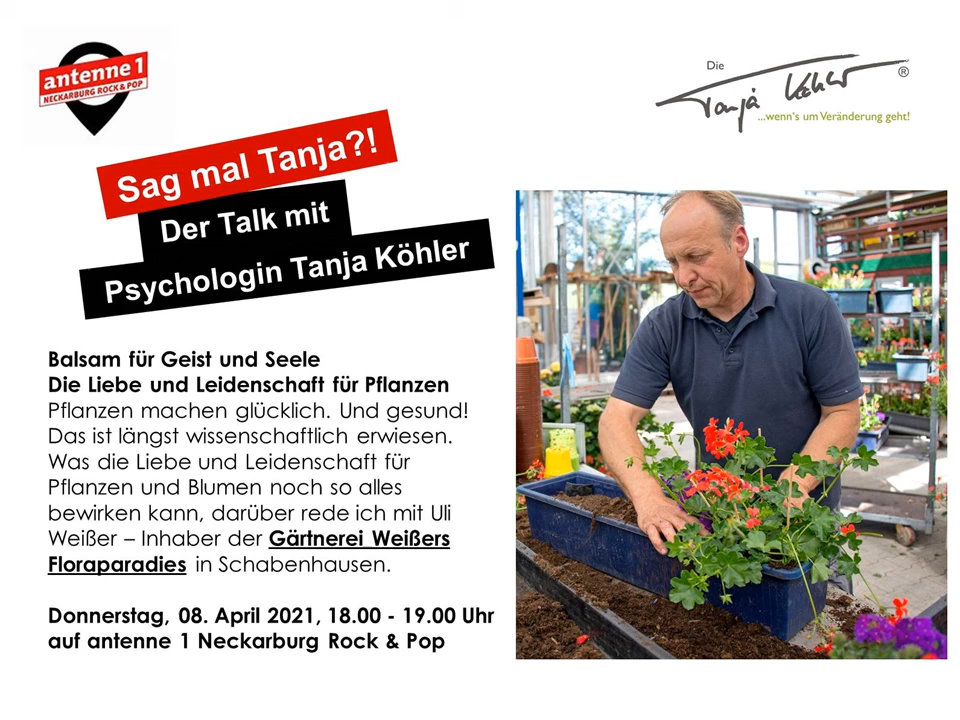 antenne 1
NECKARBURG ROCK & POP
Die
Tanja Köhler ®
...wenn's um Veränderung geht!
Sag mal Tanja?!
Der Talk mit
Psychologin Tanja Köhler
Balsam für Geist und Seele
Die Liebe und Leidenschaft für Pflanzen
Pflanzen machen glücklich. Und gesund!
Das ist längst wissenschaftlich erwiesen.
Was die Liebe und Leidenschaft für
Pflanzen und Blumen noch so alles
bewirken kann, darüber rede ich mit Uli
Weißer – Inhaber der Gärtnerei Weißers
Floraparadies in Schabenhausen.
Donnerstag, 08. April 2021, 18.00 - 19.00 Uhr
auf antenne 1 Neckarburg Rock & Pop